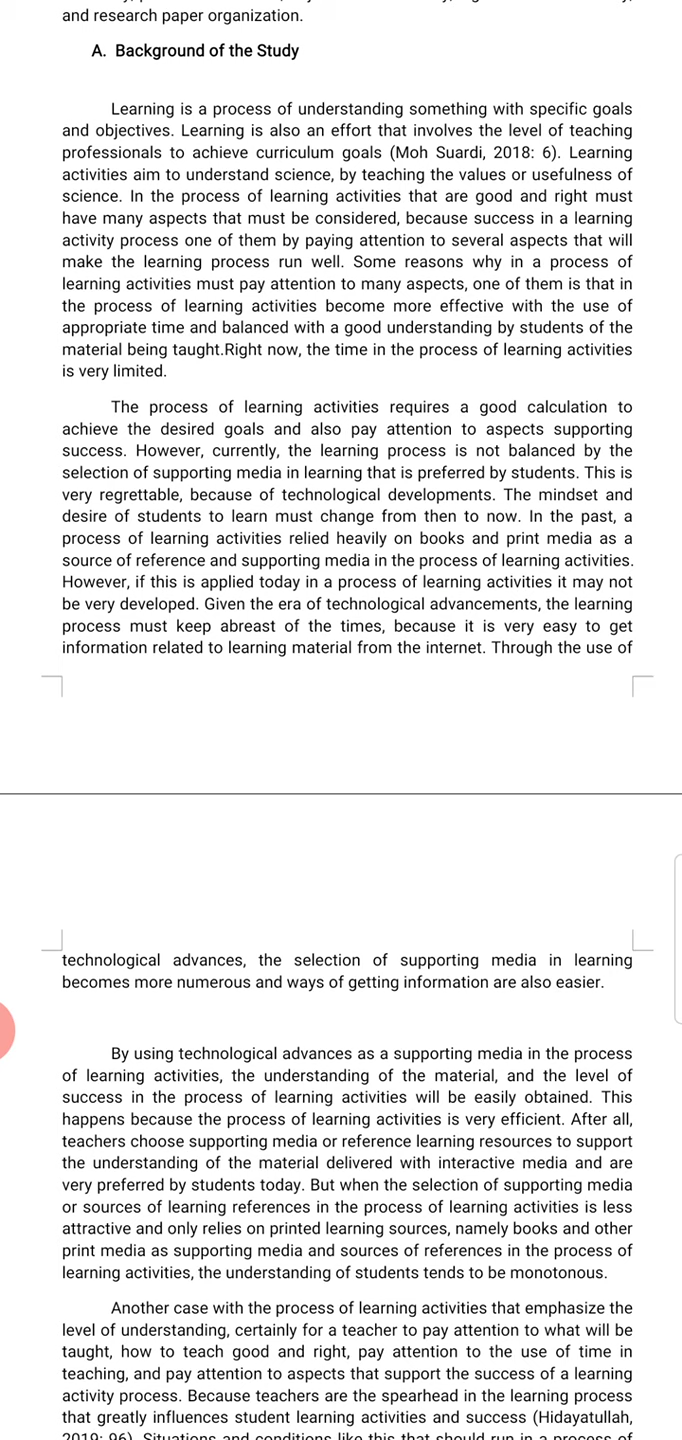 and research paper organization.
A. Background of the Study
Learning is a process of understanding something with specific goals
and objectives. Learning is also an effort that involves the level of teaching
professionals to achieve curriculum goals (Moh Suardi, 2018: 6). Learning
activities aim to understand science, by teaching the values or usefulness of
science. In the process of learning activities that are good and right must
have many aspects that must be considered, because success in a learning
activity process one of them by paying attention to several aspects that will
make the learning process run well. Some reasons why in a process of
learning activities must pay attention to many aspects, one of them is that in
the process of learning activities become more effective with the use of
appropriate time and balanced with a good understanding by students of the
material being taught.Right now, the time in the process of learning activities
is very limited.
The process of learning activities requires a good calculation to
achieve the desired goals and also pay attention to aspects supporting
success. However, currently, the learning process is not balanced by the
selection of supporting media in learning that is preferred by students. This is
very regrettable, because of technological developments. The mindset and
desire of students to learn must change from then to now. In the past, a
process of learning activities relied heavily on books and print media as a
source of reference and supporting media in the process of learning activities.
However, if this is applied today in a process of learning activities it may not
be very developed. Given the era of technological advancements, the learning
process must keep abreast of the times, because it is very easy to get
information related to learning material from the internet. Through the use of
technological advances, the selection of supporting media in learning
becomes more numerous and ways of getting information are also easier.
By using technological advances as a supporting media in the process
of learning activities, the understanding of the material, and the level of
success in the process of learning activities will be easily obtained. This
happens because the process of learning activities is very efficient. After all,
teachers choose supporting media or reference learning resources to support
the understanding of the material delivered with interactive media and are
very preferred by students today. But when the selection of supporting media
or sources of learning references in the process of learning activities is less
attractive and only relies on printed learning sources, namely books and other
print media as supporting media and sources of references in the process of
learning activities, the understanding of students tends to be monotonous.
Another case with the process of learning activities that emphasize the
level of understanding, certainly for a teacher to pay attention to what will be
taught, how to teach good and right, pay attention to the use of time in
teaching, and pay attention to aspects that support the success of a learning
activity process. Because teachers are the spearhead in the learning process
that greatly influences student learning activities and success (Hidayatullah,
2019: 96). Situations and conditions like this that should run in a process of